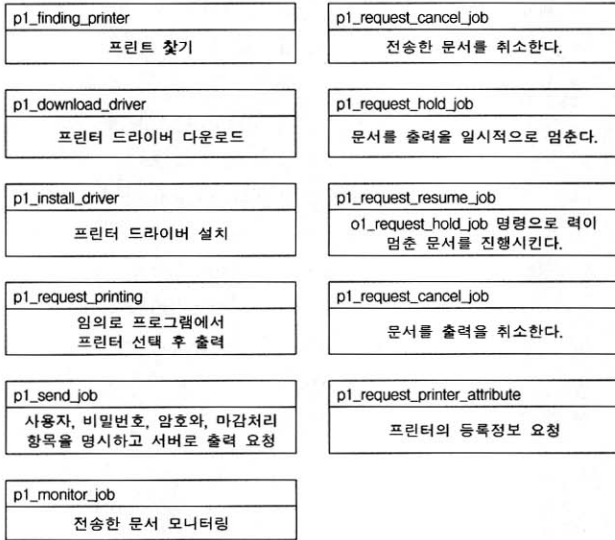 p1_finding_printer
프린트 찾기
p1_download_driver
프린터 드라이버 다운로드
p1_install_driver
프린터 드라이버 설치
p1_request_printing
임의로 프로그램에서
프린터 선택 후 출력
p1_send_job
사용자, 비밀번호, 암호와, 마감처리
항목을 명시하고 서버로 출력 요청
p1_monitor_job
전송한 문서 모니터링
p1_request_cancel_job
전송한 문서를 취소한다.
p1_request_hold_job
문서를 출력을 일시적으로 멈춘다.
p1_request_resume_job
o1_request_hold_job 명령으로 력이
멈춘 문서를 진행시킨다.
p1_request_cancel_job
문서를 출력을 취소한다.
p1_request_printer_attribute
프린터의 등록정보 요청